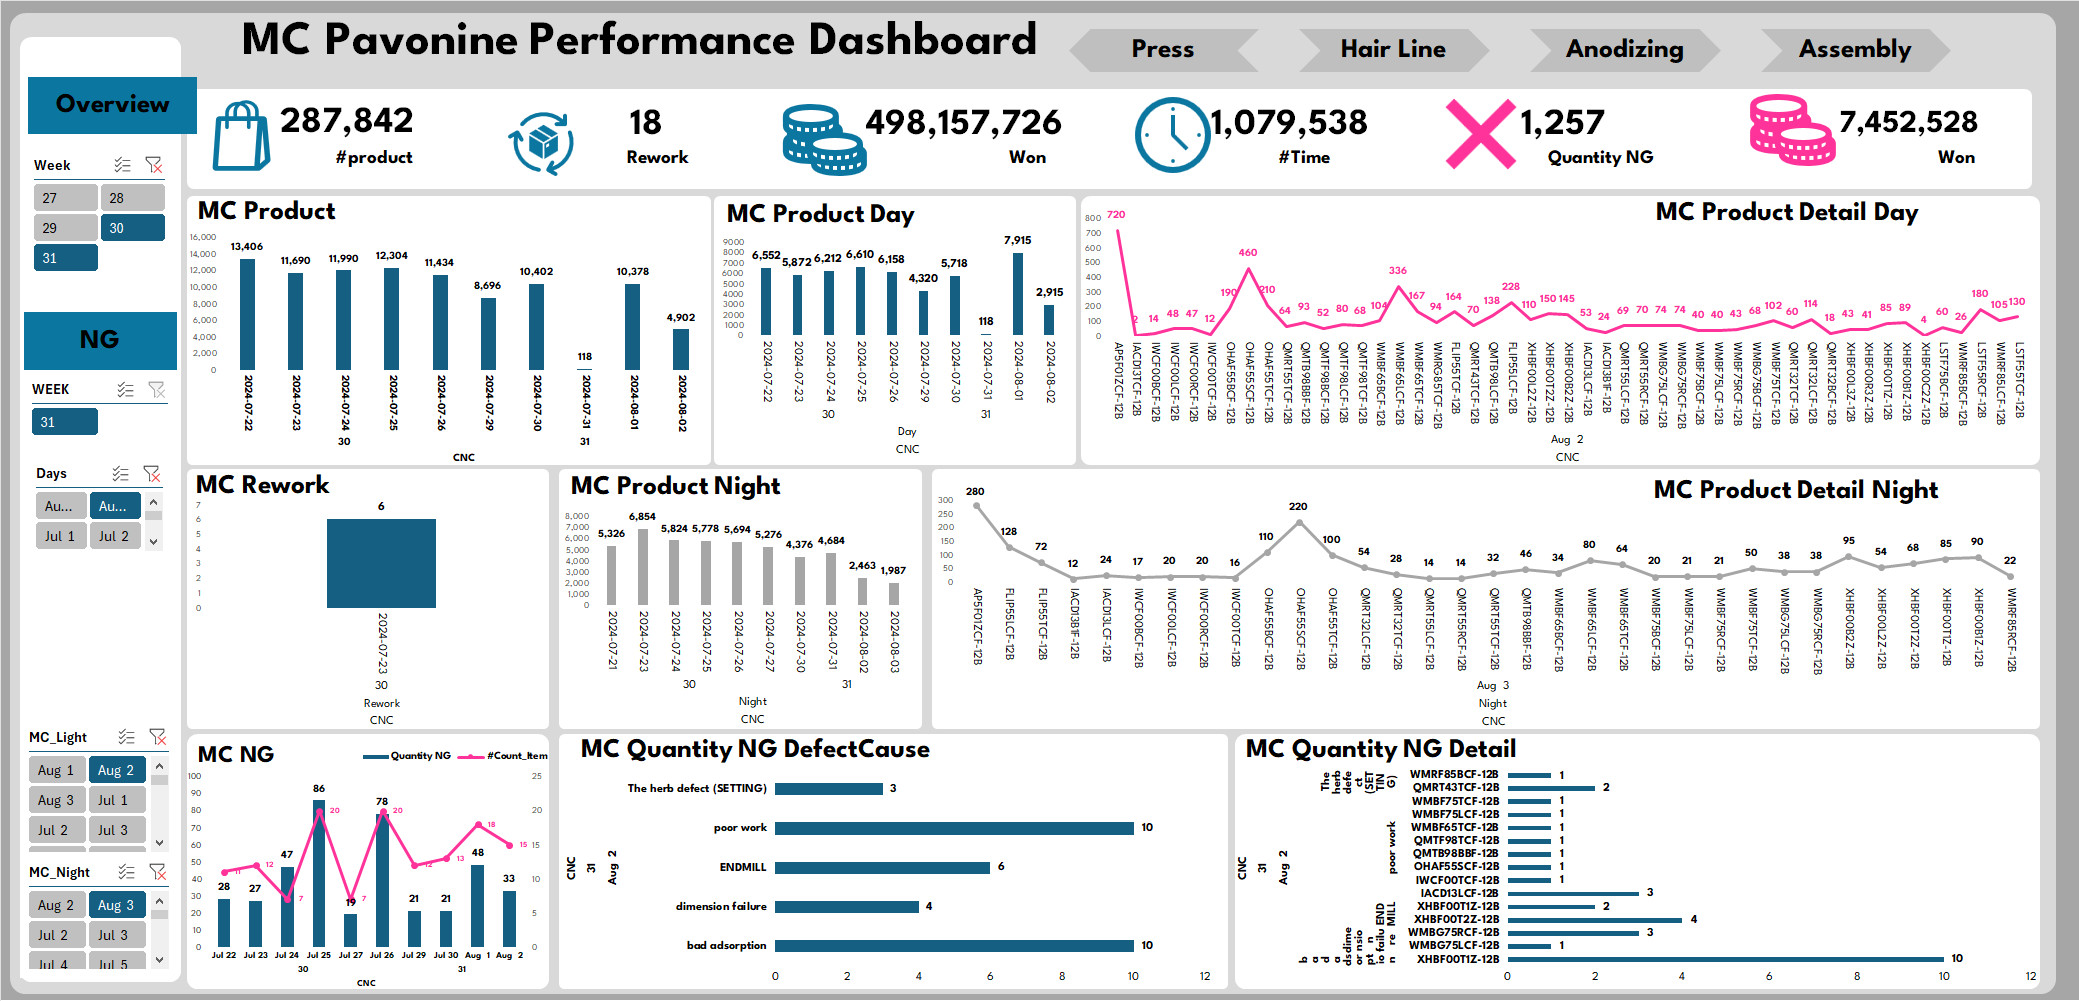 MC Pavonine Performance Dashboard
Press
Hair Line
Anodizing
Assembly
Overview
287,842
#product
18
Rework
498,157,726
Won
1,079,538
#Time
1,257
Quantity NG
7,452,528
Won
Week
27 28
29 30
31
NG
WEEK
31
Days
Au... Au...
Jul 1 Jul 2
MC_Light
Aug 1 Aug 2
Aug 3 Jul 1
Jul 2 Jul 3
MC_Night
Aug 2 Aug 3
Jul 2 Jul 3
Jul 4 Jul 5
MC Product
16,000
14,000
12,000
10,000
8,000
6,000
4,000
2,000
0
13,406 11,690 11,990 12,304 11,434 8,696 10,402 118 10,378 4,902
2024-07-22 2024-07-23 2024-07-24 2024-07-25 2024-07-26 2024-07-29 2024-07-30 2024-07-31 2024-08-01 2024-08-02
30 31
CNC
MC Product Day
9000
8000
7000
6000
5000
4000
3000
2000
1000
0
6,552 5,872 6,212 6,610 6,158 4,320 5,718 118 7,915 2,915
2024-07-22 2024-07-23 2024-07-24 2024-07-25 2024-07-26 2024-07-29 2024-07-30 2024-07-31 2024-08-01 2024-08-02
30 31
Day
CNC
MC Product Detail Day
800
700
600
500
400
300
200
100
0
720 2 14 48 47 12 190 460 210 64 93 52 80 68 104 336 167 94 164 70 138 228 110 150 145 53 24 69 70 74 74 40 40 43 68 102 60 114 18 43 41 85 89 4 60 26 180 105 130
AP5F01ZCF-12B IACD13TCF-12B IWCF00BCF-12B IWCF00LCF-12B IWCF00RCF-12B IWCF00TCF-12B OHAF55BCF-12B OHAF55SCF-12B OHAF55TCF-12B QMRT55TCF-12B QMTB98BBF-12B QMTF98BCF-12B QMTF98LCF-12B QMTF98TCF-12B WMBF65BCF-12B WMBF65LCF-12B WMBF65TCF-12B WMRG85TCF-12B FLIP55TCF-12B QMRT43TCF-12B QMTB98LCF-12B FLIP55LCF-12B XHBF00L2Z-12B XHBF00T2Z-12B XHBF00B2Z-12B IACD13LCF-12B IACD13B1F-12B QMRT55LCF-12B QMRT55RCF-12B WMBG75LCF-12B WMBG75RCF-12B WMBF75BCF-12B WMBF75LCF-12B WMBF75RCF-12B WMBG75BCF-12B WMBF75TCF-12B QMRT32TCF-12B QMRT32LCF-12B QMRT32BCF-12B XHBF00L3Z-12B XHBF00R3Z-12B XHBF00T1Z-12B XHBF00B1Z-12B XHBF00C2Z-12B LSTF75BCF-12B WMRF85BCF-12B LSTF55RCF-12B WMRF85LCF-12B LSTF55TCF-12B
Aug 2
CNC
MC Rework
7
6
5
4
3
2
1
0
6
2024-07-23
30
Rework
CNC
MC Product Night
8,000
7,000
6,000
5,000
4,000
3,000
2,000
1,000
0
5,326 6,854 5,824 5,778 5,694 5,276 4,376 4,684 2,463 1,987
2024-07-21 2024-07-23 2024-07-24 2024-07-25 2024-07-26 2024-07-27 2024-07-30 2024-07-31 2024-08-02 2024-08-03
30 31
Night
CNC
MC Product Detail Night
300
250
200
150
100
50
0
280 128 72 12 24 17 20 20 16 110 220 100 54 28 14 14 32 46 34 80 64 20 21 21 50 38 38 95 54 68 85 90 22
AP5F01ZCF-12B FLIP55LCF-12B FLIP55TCF-12B IACD13B1F-12B IACD13LCF-12B IWCF00BCF-12B IWCF00LCF-12B IWCF00RCF-12B IWCF00TCF-12B OHAF55BCF-12B OHAF55SCF-12B OHAF55TCF-12B QMRT32LCF-12B QMRT32TCF-12B QMRT55LCF-12B QMRT55RCF-12B QMRT55TCF-12B QMTB98BBF-12B WMBF65BCF-12B WMBF65LCF-12B WMBF65TCF-12B WMBF75BCF-12B WMBF75LCF-12B WMBF75RCF-12B WMBF75TCF-12B WMBG75LCF-12B WMBG75RCF-12B XHBF00B2Z-12B XHBF00L2Z-12B XHBF00T2Z-12B XHBF00T1Z-12B XHBF00B1Z-12B WMRF85RCF-12B
Aug 3
Night
CNC
MC NG
Quantity NG #Count_Item
100
90
80
70
60
50
40
30
20
10
0
25
20
15
10
5
0
28 27 47 86 19 78 21 21 48 33
11 12 7 20 7 20 12 13 18 15
Jul 22 Jul 23 Jul 24 Jul 25 Jul 27 Jul 26 Jul 29 Jul 30 Aug 1 Aug 2
30 31
CNC
MC Quantity NG DefectCause
CNC
31
Aug 2
The herb defect (SETTING) 3
poor work 10
ENDMILL 6
dimension failure 4
bad adsorption 10
0 2 4 6 8 10 12
MC Quantity NG Detail
CNC
31
Aug 2
The herb defe ct (SET TIN G)
poor work
END MILL
dime nsio n failu re
b a d adsor pt io n
WMRF85BCF-12B 1
QMRT43TCF-12B 2
WMBF75TCF-12B 1
WMBF75LCF-12B 1
WMBF65TCF-12B 1
QMTF98TCF-12B 1
QMTB98BBF-12B 1
OHAF55SCF-12B 1
IWCF00TCF-12B 1
IACD13LCF-12B 3
XHBF00T1Z-12B 2
XHBF00T2Z-12B 4
WMBG75RCF-12B 3
WMBG75LCF-12B 1
XHBF00T1Z-12B 10
0 2 4 6 8 10 12